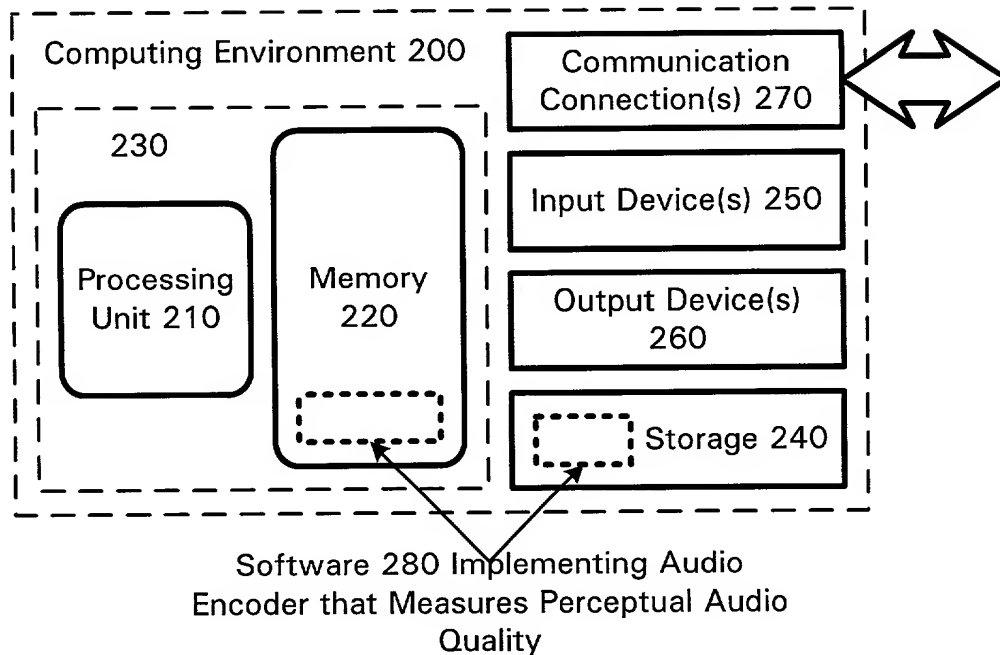 Computing Environment 200
Communication
Connection(s) 270
230
Processing
Unit 210
Memory
220
Input Device(s) 250
Output Device(s)
260
Storage 240
Software 280 Implementing Audio
Encoder that Measures Perceptual Audio
Quality